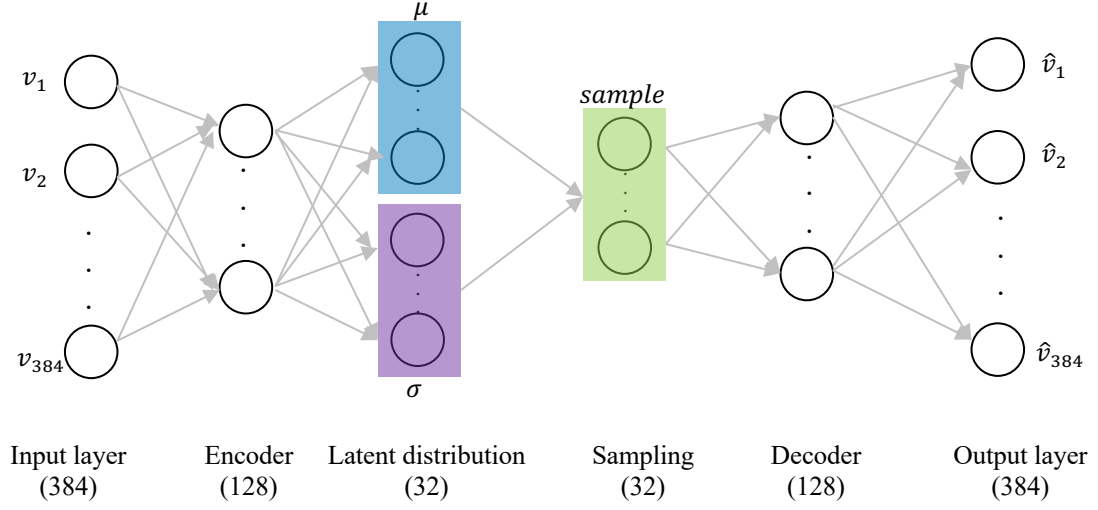 μ
v₁
v₂
v₃₈₄
σ
sample
v̂₁
v̂₂
v̂₃₈₄
Input layer
(384)
Encoder
(128)
Latent distribution
(32)
Sampling
(32)
Decoder
(128)
Output layer
(384)